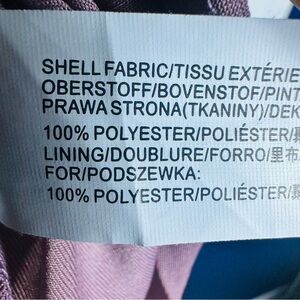 SHELL FABRIC/TISSU EXTÉRIE
OBERSTOFF/BOVENSTOF/PINT
PRAWA STRONA(TKANINY)/DEK
100% POLYESTER/POLIÉSTER/
LINING/DOUBLURE/FORRO/里布
FOR/PODSZEWKA:
100% POLYESTER/POLIÉSTER/